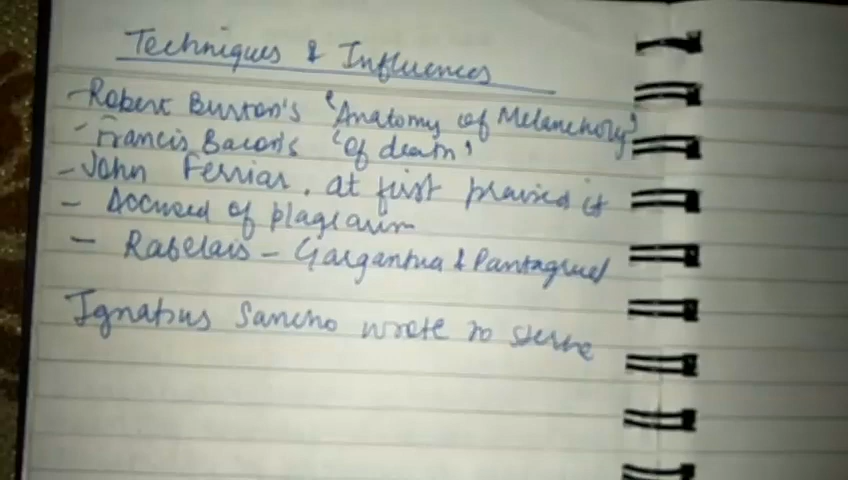 Techniques & Influences
- Robert Burton's 'Anatomy of Melancholy'
- Francis Bacon's 'Of death'
- John Ferriar, at first praised it
- Accused of plagiarism
- Rabelais - Gargantua & Pantagruel
Ignatius Sancho wrote to Sterne